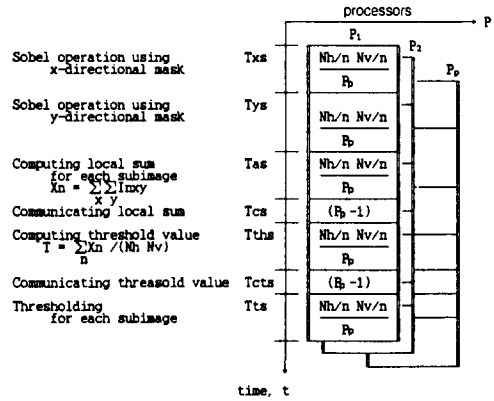 processors
P
P1
P2
Pp
Sobel operation using
x-directional mask
Txs
Nh/n Nv/n
Pp
Sobel operation using
y-directional mask
Tys
Nh/n Nv/n
Pp
Computing local sum
for each subimage
Xn = ∑∑Inxy
x y
Tas
Nh/n Nv/n
Pp
Communicating local sum
Tcs
(Pp -1)
Computing threshold value
T = ∑Xn /(Nh Nv)
n
Tths
Nh/n Nv/n
Pp
Communicating threasold value
Tcts
(Pp -1)
Thresholding
for each subimage
Tts
Nh/n Nv/n
Pp
time, t